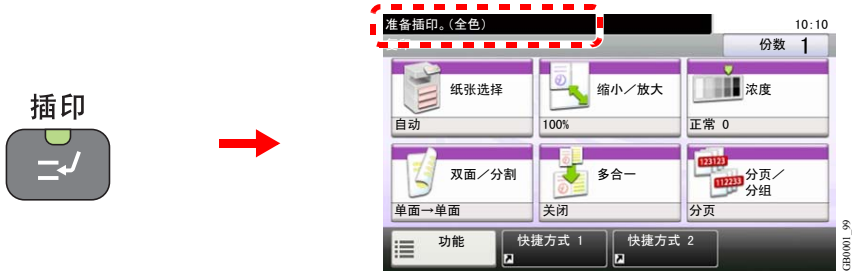 插印
准备插印。(全色)
10:10
份数 1
纸张选择
自动
缩小／放大
100%
浓度
正常 0
双面／分割
单面→单面
多合一
关闭
123123
112233
分页／
分组
分页
功能
快捷方式 1
快捷方式 2
GB0001_99